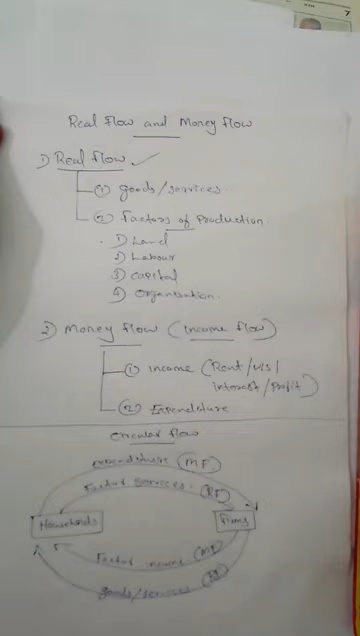 7
Real Flow and Money flow
1) Real flow ✓
① goods/services
② Factors of Production
1) Land
2) Labour
③ Capital
④ Organisation
2) Money flow (Income flow)
① income (Rent/W/S/
interest/Profit)
② Expenditure
Circular flow
expenditure (MF)
Factor services (RF)
Households
Firms
Factor income (MF)
goods/services